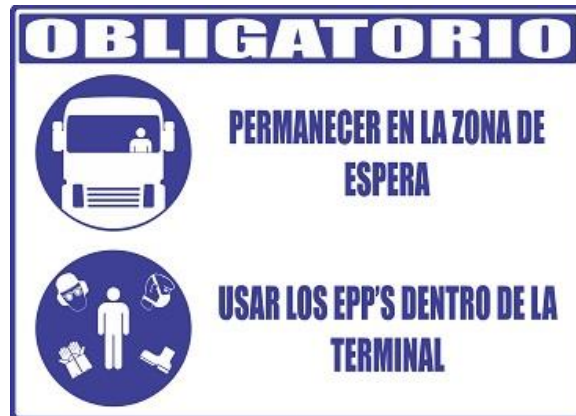 OBLIGATORIO
PERMANECER EN LA ZONA DE
ESPERA
USAR LOS EPP'S DENTRO DE LA
TERMINAL